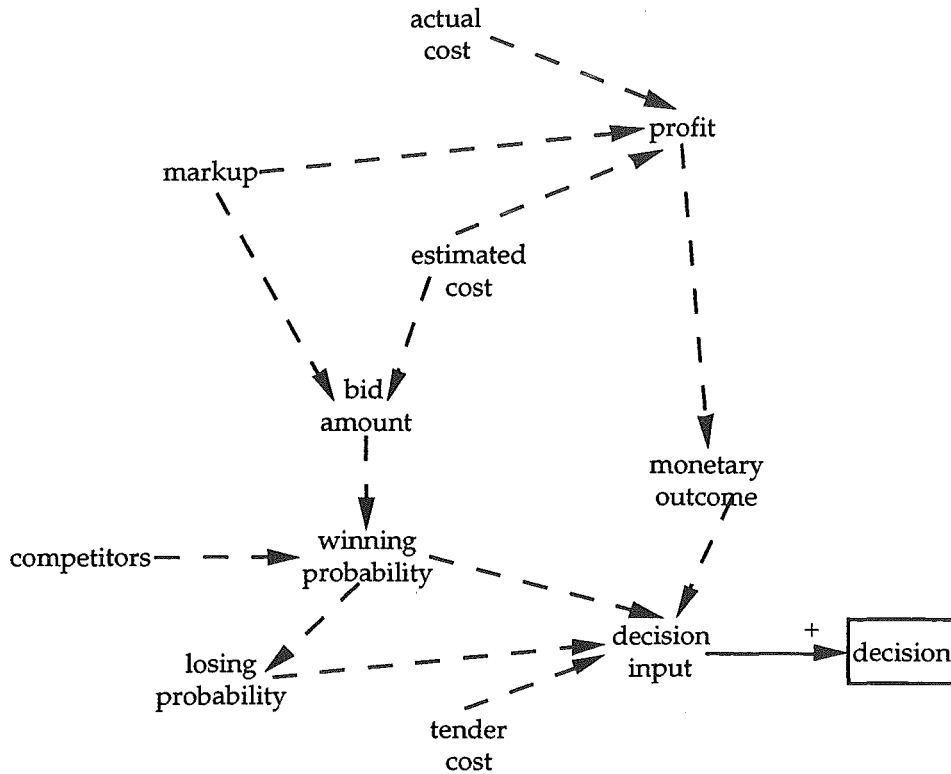 actual
cost
profit
markup
estimated
cost
bid
amount
monetary
outcome
competitors
winning
probability
losing
probability
decision
input
+
decision
tender
cost